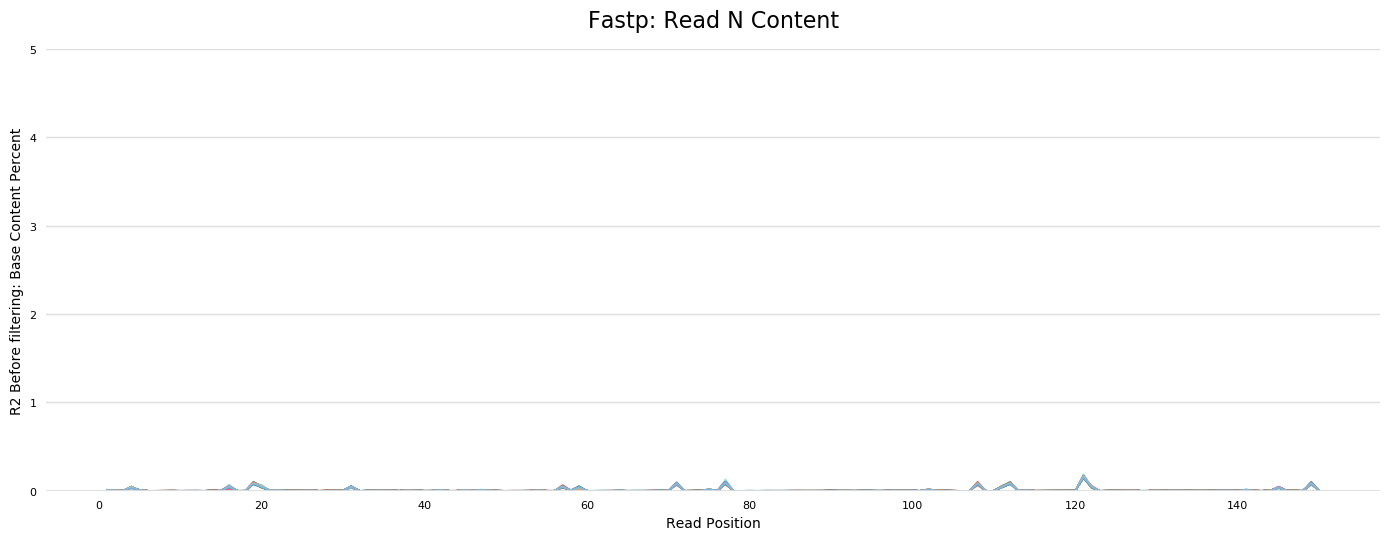 Fastp: Read N Content
R2 Before filtering: Base Content Percent
5
4
3
2
1
0
0 20 40 60 80 100 120 140
Read Position